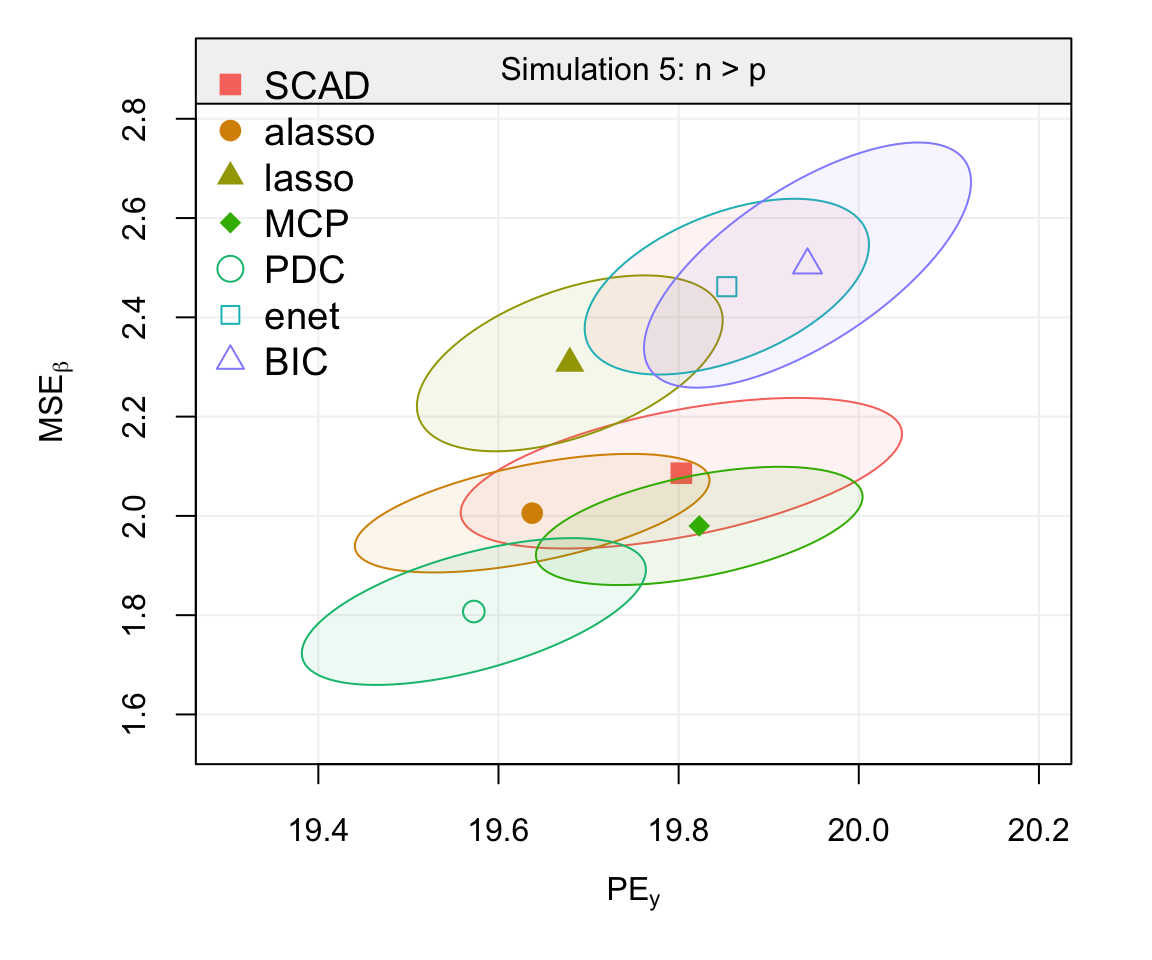 Simulation 5: n > p
SCAD
alasso
lasso
MCP
PDC
enet
BIC
2.8
2.6
2.4
2.2
2.0
1.8
1.6
MSEβ
19.4 19.6 19.8 20.0 20.2
PEy